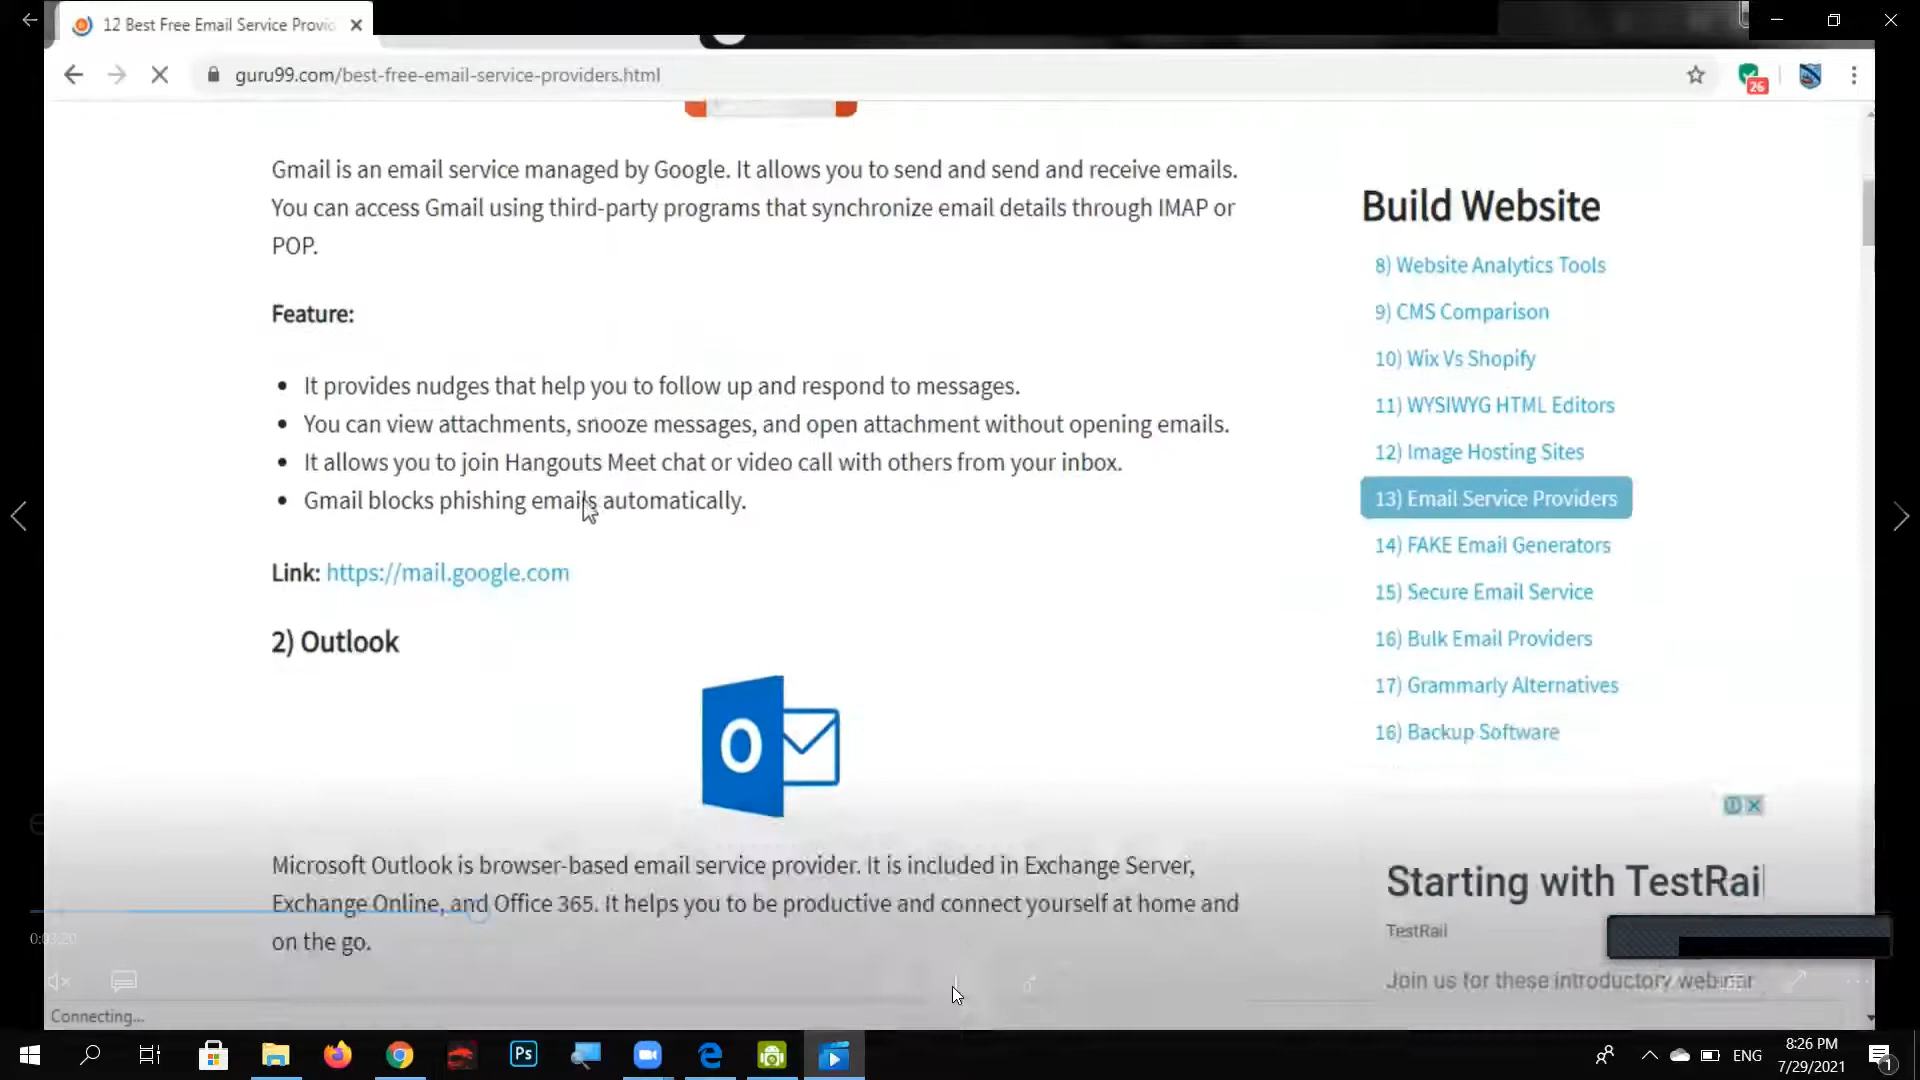 12 Best Free Email Service Provi
guru99.com/best-free-email-service-providers.html
26
Gmail is an email service managed by Google. It allows you to send and send and receive emails.
You can access Gmail using third-party programs that synchronize email details through IMAP or
POP.
Feature:
• It provides nudges that help you to follow up and respond to messages.
• You can view attachments, snooze messages, and open attachment without opening emails.
• It allows you to join Hangouts Meet chat or video call with others from your inbox.
• Gmail blocks phishing emails automatically.
Link: https://mail.google.com
2) Outlook
O
Microsoft Outlook is browser-based email service provider. It is included in Exchange Server,
Exchange Online, and Office 365. It helps you to be productive and connect yourself at home and
on the go.
Build Website
8) Website Analytics Tools
9) CMS Comparison
10) Wix Vs Shopify
11) WYSIWYG HTML Editors
12) Image Hosting Sites
13) Email Service Providers
14) FAKE Email Generators
15) Secure Email Service
16) Bulk Email Providers
17) Grammarly Alternatives
16) Backup Software
Starting with TestRai
TestRail
Join us for these introductory webinar
0:03:20
Connecting...
Ps
ENG
8:26 PM
7/29/2021
1